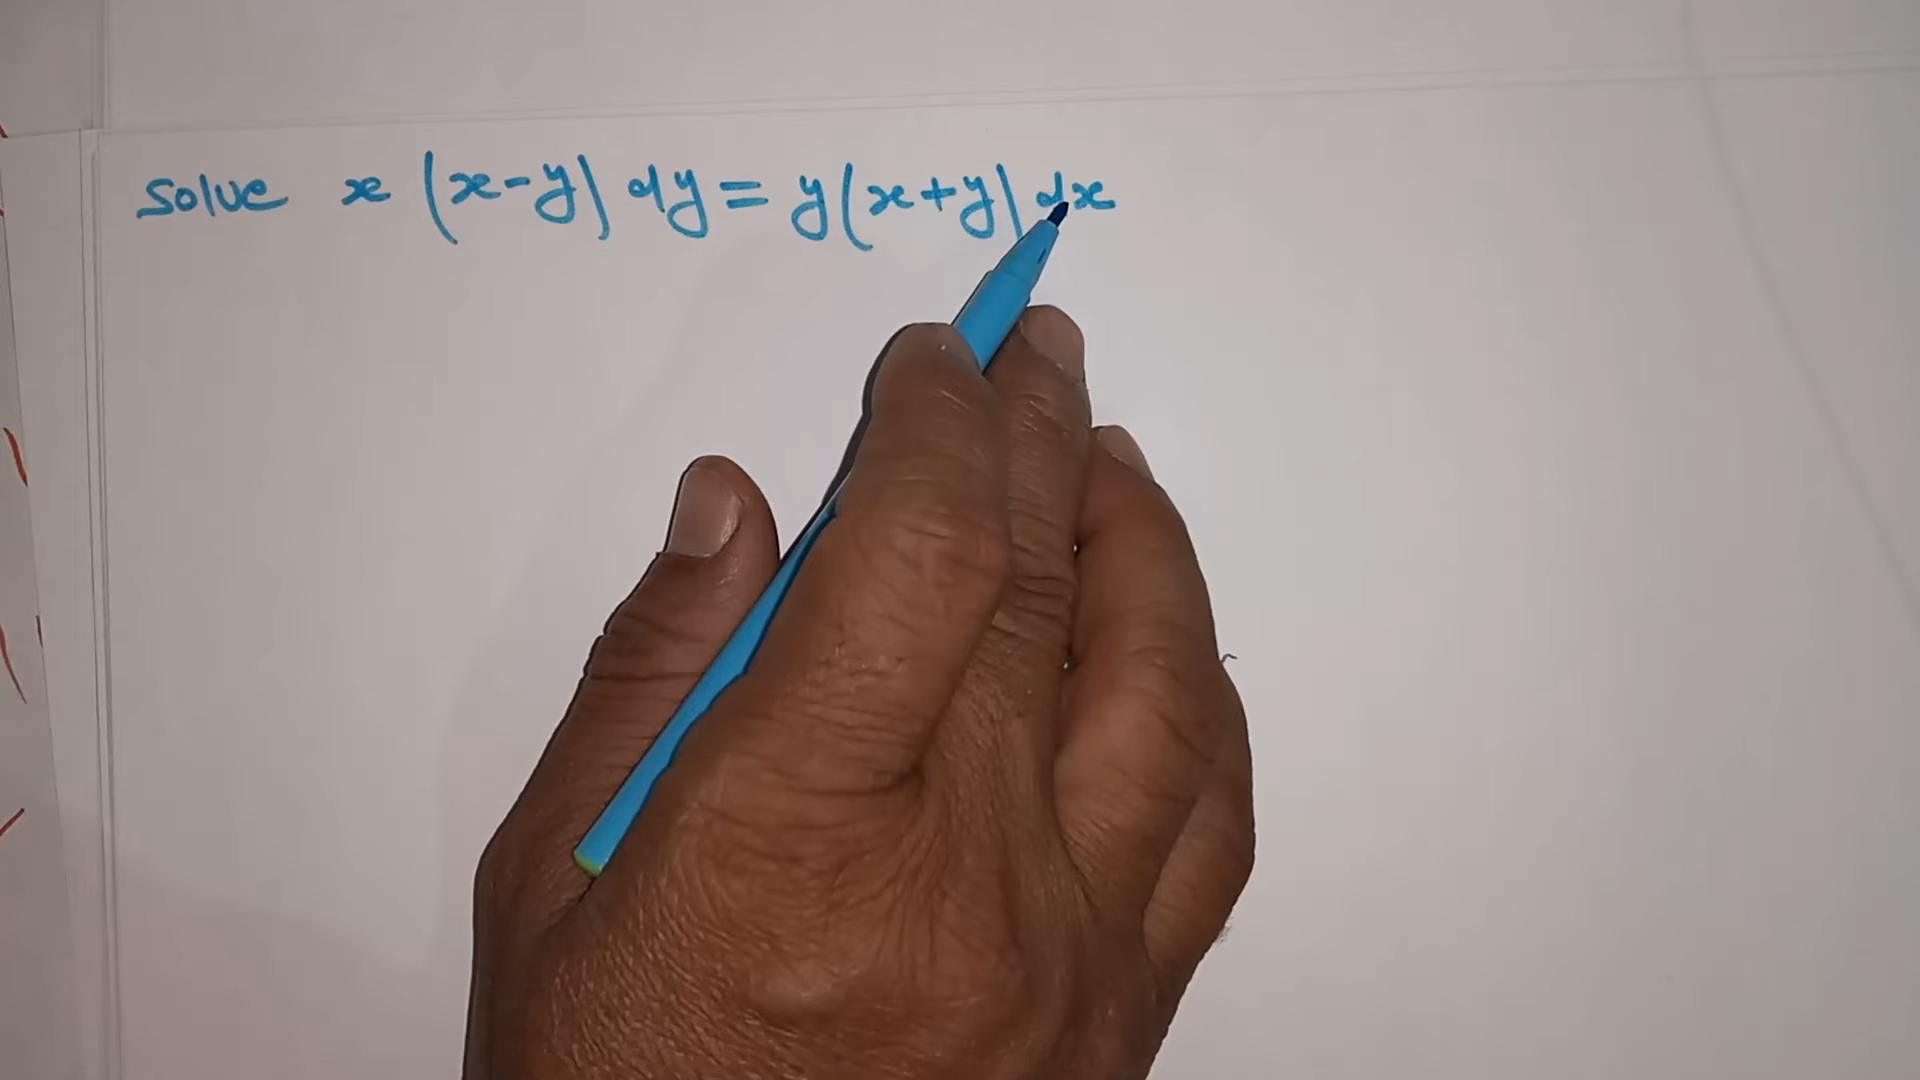 Solve x (x-y) dy = y(x+y) dx